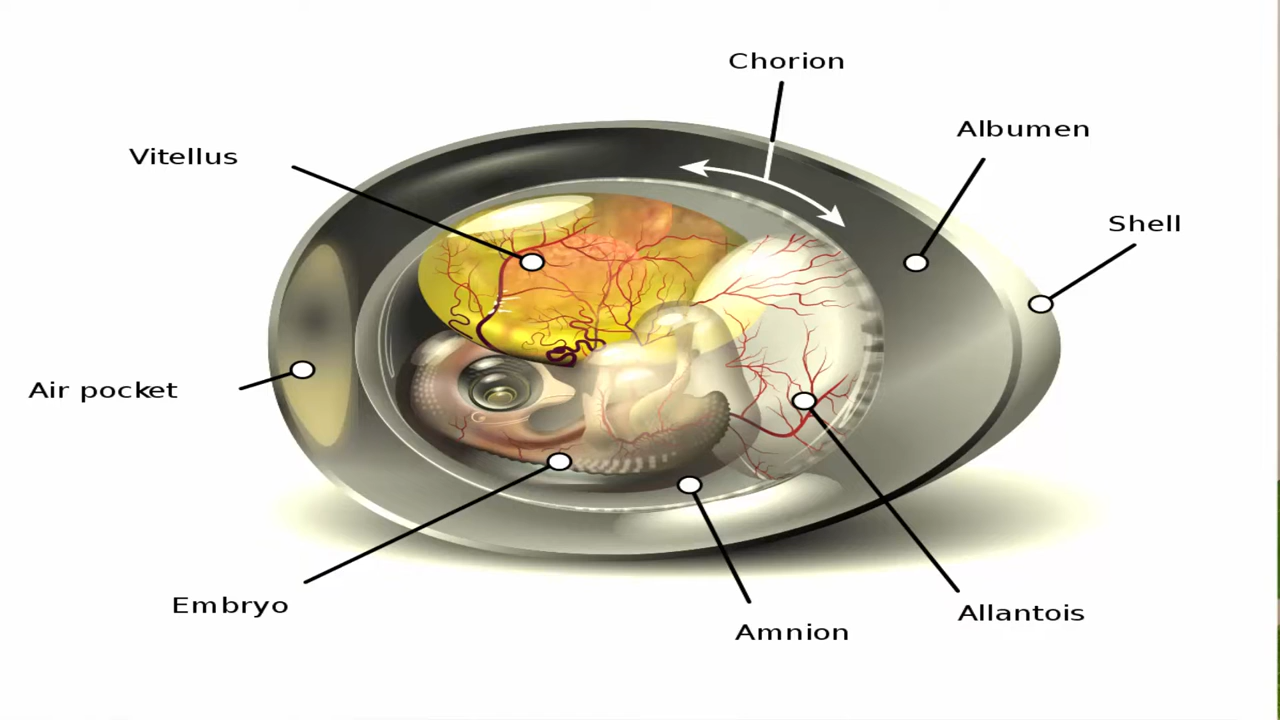 Chorion
Albumen
Vitellus
Shell
Air pocket
Embryo
Allantois
Amnion